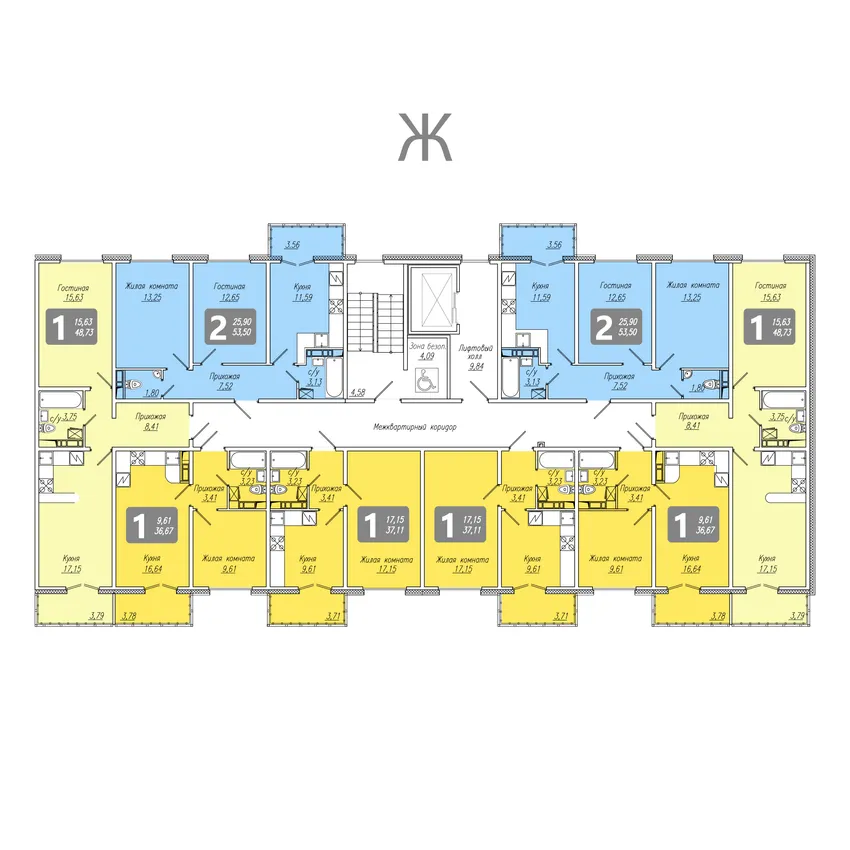 Ж
3.56
3.56
Гостиная
15.63
1
15.63
48.73
Жилая комната
13.25
Гостиная
12.65
2
25.90
53.50
Кухня
11.59
Зона безоп.
4.09
Лифтовый
холл
9.84
Кухня
11.59
Гостиная
12.65
2
25.90
53.50
Жилая комната
13.25
Гостиная
15.63
1
15.63
48.73
1.80
Прихожая
7.52
с/у
3.13
4.58
с/у
3.13
Прихожая
7.52
1.80
с/у 3.75
Прихожая
8.41
Межквартирный коридор
Прихожая
8.41
3.75 с/у
Прихожая
3.41
с/у
3.23
с/у
3.23
Прихожая
3.41
Прихожая
3.41
с/у
3.23
с/у
3.23
Прихожая
3.41
1
9.61
36.67
1
17.15
37.11
1
17.15
37.11
1
9.61
36.67
Кухня
17.15
Кухня
16.64
Жилая комната
9.61
Кухня
9.61
Жилая комната
17.15
Жилая комната
17.15
Кухня
9.61
Жилая комната
9.61
Кухня
16.64
Кухня
17.15
3.79
3.78
3.71
3.71
3.78
3.79